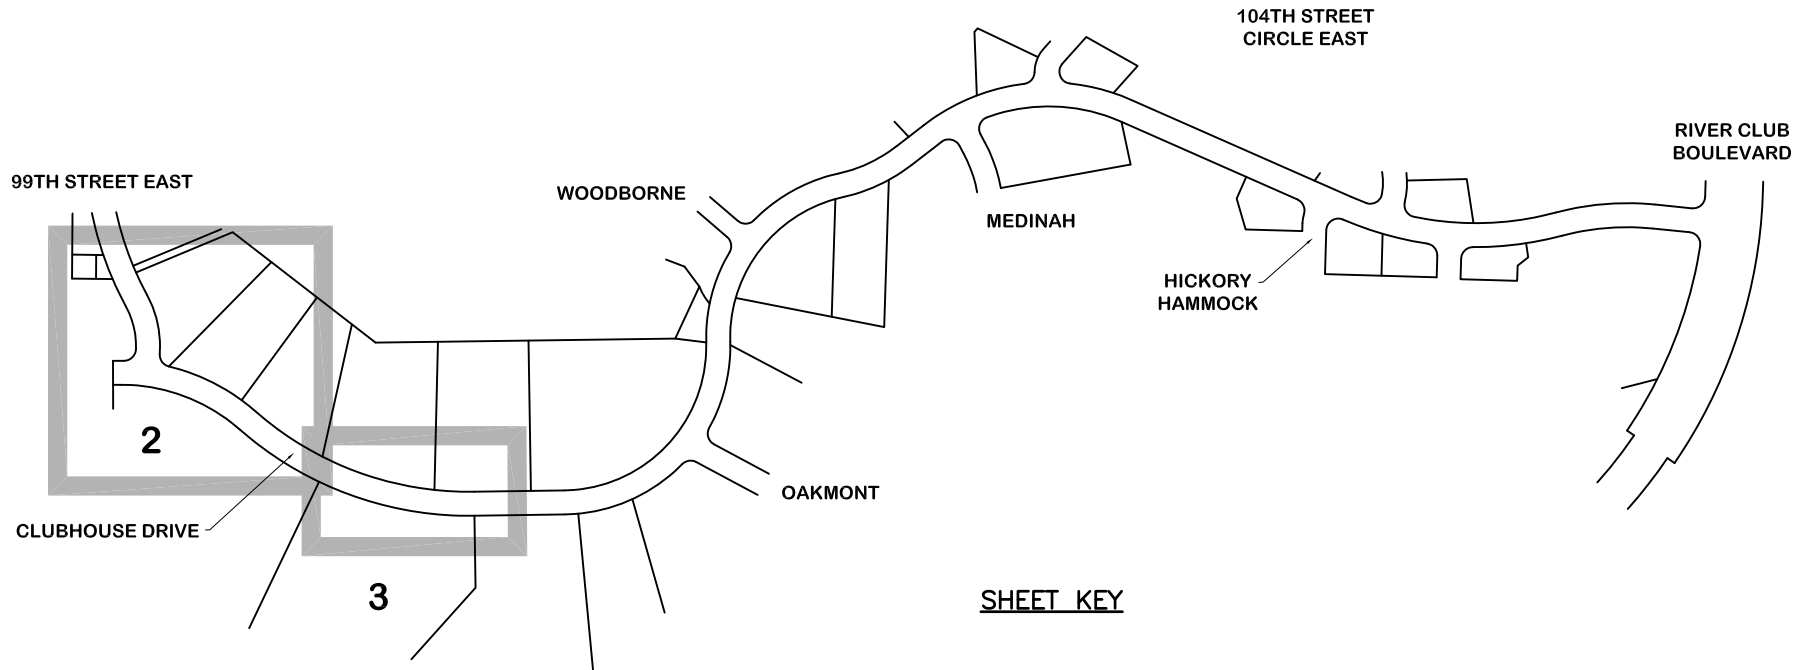 104TH STREET
CIRCLE EAST
RIVER CLUB
BOULEVARD
99TH STREET EAST
WOODBORNE
MEDINAH
HICKORY
HAMMOCK
2
OAKMONT
CLUBHOUSE DRIVE
3
SHEET KEY